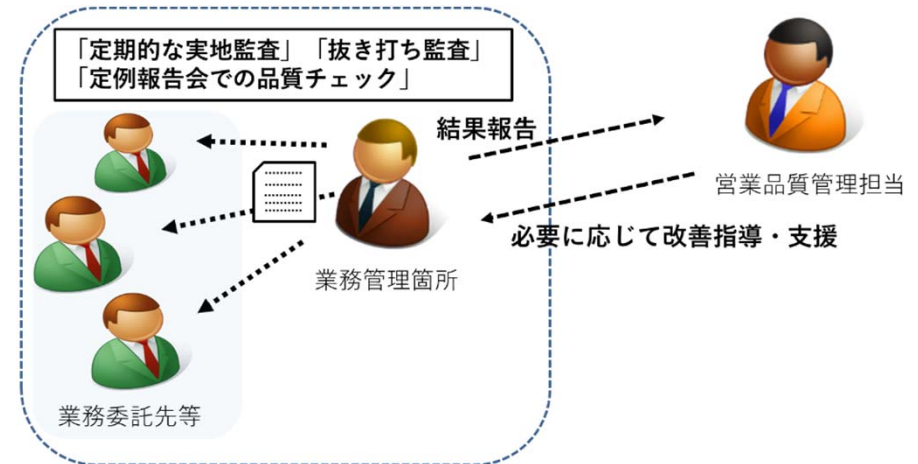 「定期的な実地監査」「抜き打ち監査」
「定例報告会での品質チェック」
結果報告
営業品質管理担当
必要に応じて改善指導・支援
業務管理箇所
業務委託先等